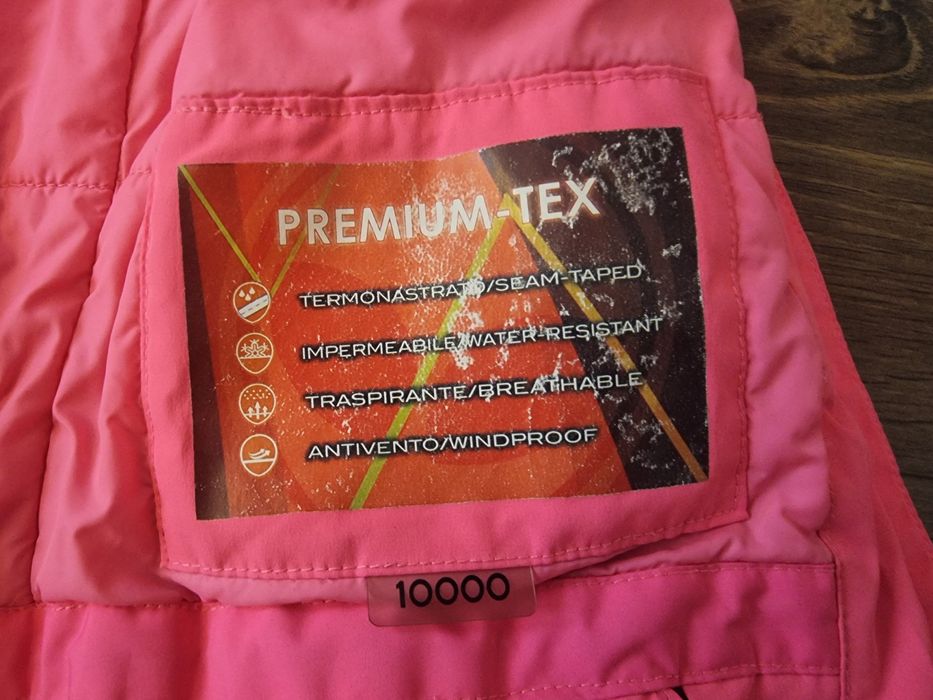 PREMIUM-TEX
TERMONASTRATO/SEAM-TAPED
IMPERMEABILE/WATER-RESISTANT
TRASPIRANTE/BREATHABLE
ANTIVENTO/WINDPROOF
10000